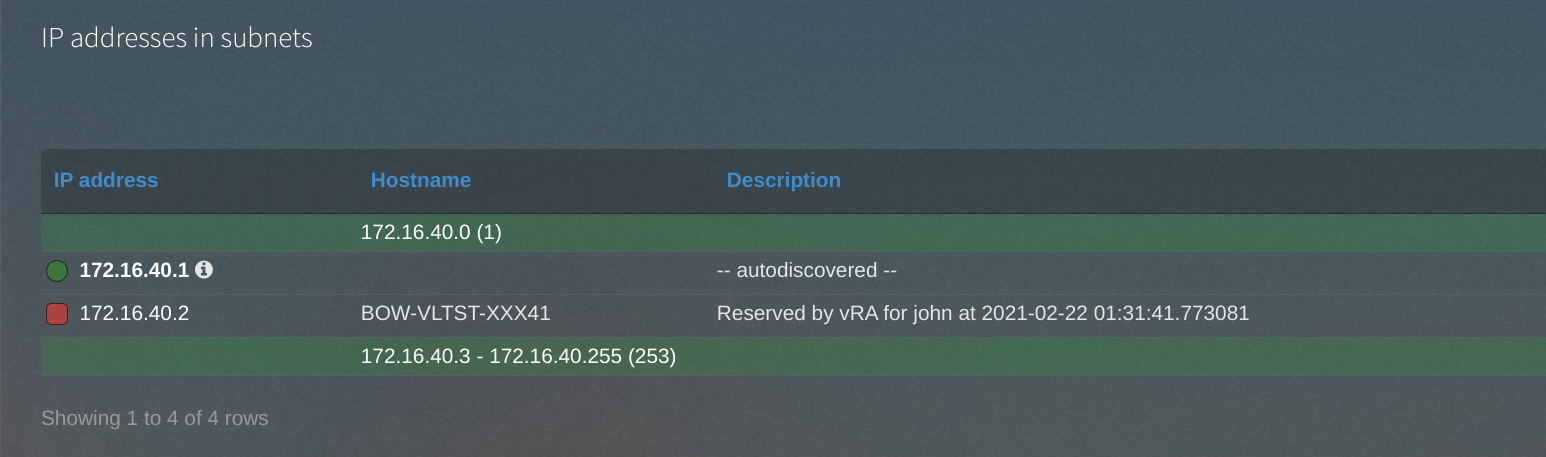 IP addresses in subnets
IP address Hostname Description
172.16.40.0 (1)
172.16.40.1 -- autodiscovered --
172.16.40.2 BOW-VLTST-XXX41 Reserved by vRA for john at 2021-02-22 01:31:41.773081
172.16.40.3 - 172.16.40.255 (253)
Showing 1 to 4 of 4 rows